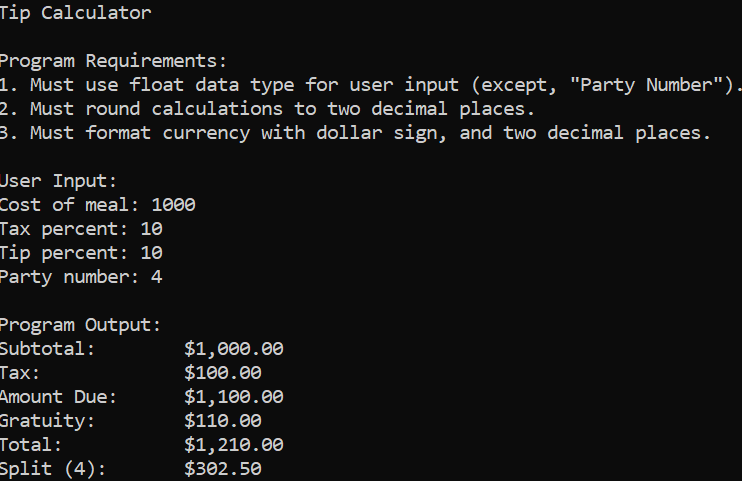 Tip Calculator
Program Requirements:
1. Must use float data type for user input (except, "Party Number").
2. Must round calculations to two decimal places.
3. Must format currency with dollar sign, and two decimal places.
User Input:
Cost of meal: 1000
Tax percent: 10
Tip percent: 10
Party number: 4
Program Output:
Subtotal: $1,000.00
Tax: $100.00
Amount Due: $1,100.00
Gratuity: $110.00
Total: $1,210.00
Split (4): $302.50